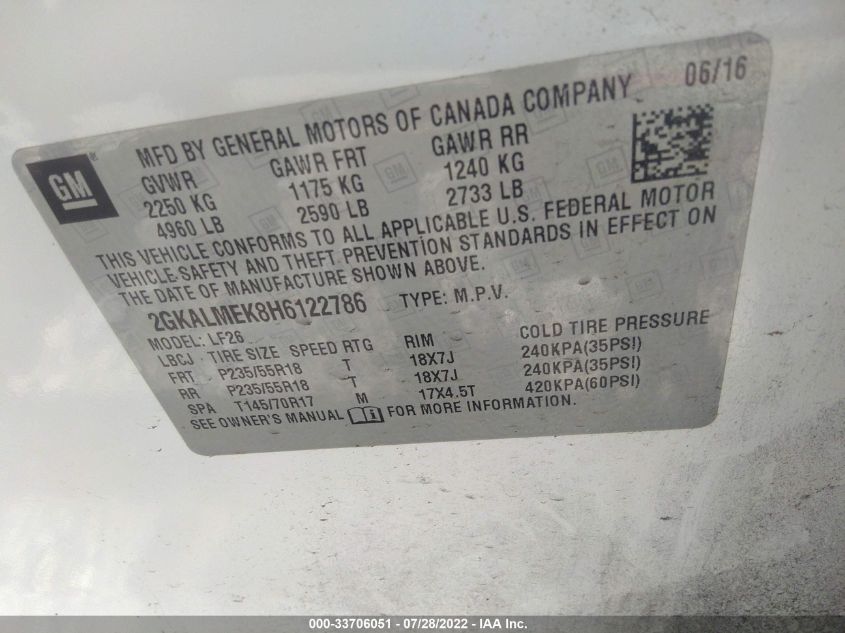 MFD BY GENERAL MOTORS OF CANADA COMPANY 06/16
GM ®
GVWR GAWR FRT GAWR RR
2250 KG 1175 KG 1240 KG
4960 LB 2590 LB 2733 LB
THIS VEHICLE CONFORMS TO ALL APPLICABLE U.S. FEDERAL MOTOR
VEHICLE SAFETY AND THEFT PREVENTION STANDARDS IN EFFECT ON
THE DATE OF MANUFACTURE SHOWN ABOVE.
2GKALMEK8H6122786 TYPE: M.P.V.
MODEL: LF26
LBCJ TIRE SIZE SPEED RTG RIM COLD TIRE PRESSURE
FRT P235/55R18 T 18X7J 240KPA(35PSI)
RR P235/55R18 T 18X7J 240KPA(35PSI)
SPA T145/70R17 M 17X4.5T 420KPA(60PSI)
SEE OWNER'S MANUAL FOR MORE INFORMATION.
000-33706051 - 07/28/2022 - IAA Inc.